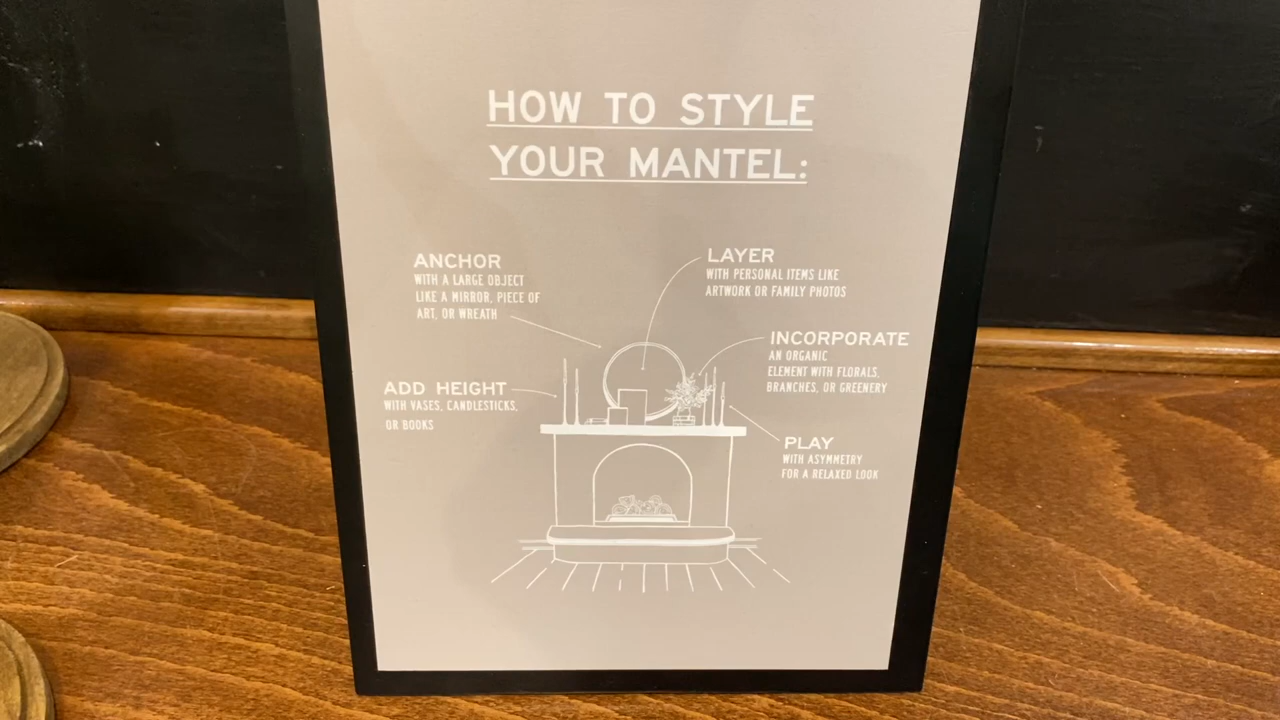 HOW TO STYLE
YOUR MANTEL:
ANCHOR
WITH A LARGE OBJECT
LIKE A MIRROR, PIECE OF
ART, OR WREATH
LAYER
WITH PERSONAL ITEMS LIKE
ARTWORK OR FAMILY PHOTOS
INCORPORATE
AN ORGANIC
ELEMENT WITH FLORALS,
BRANCHES, OR GREENERY
ADD HEIGHT
WITH VASES, CANDLESTICKS,
OR BOOKS
PLAY
WITH ASYMMETRY
FOR A RELAXED LOOK